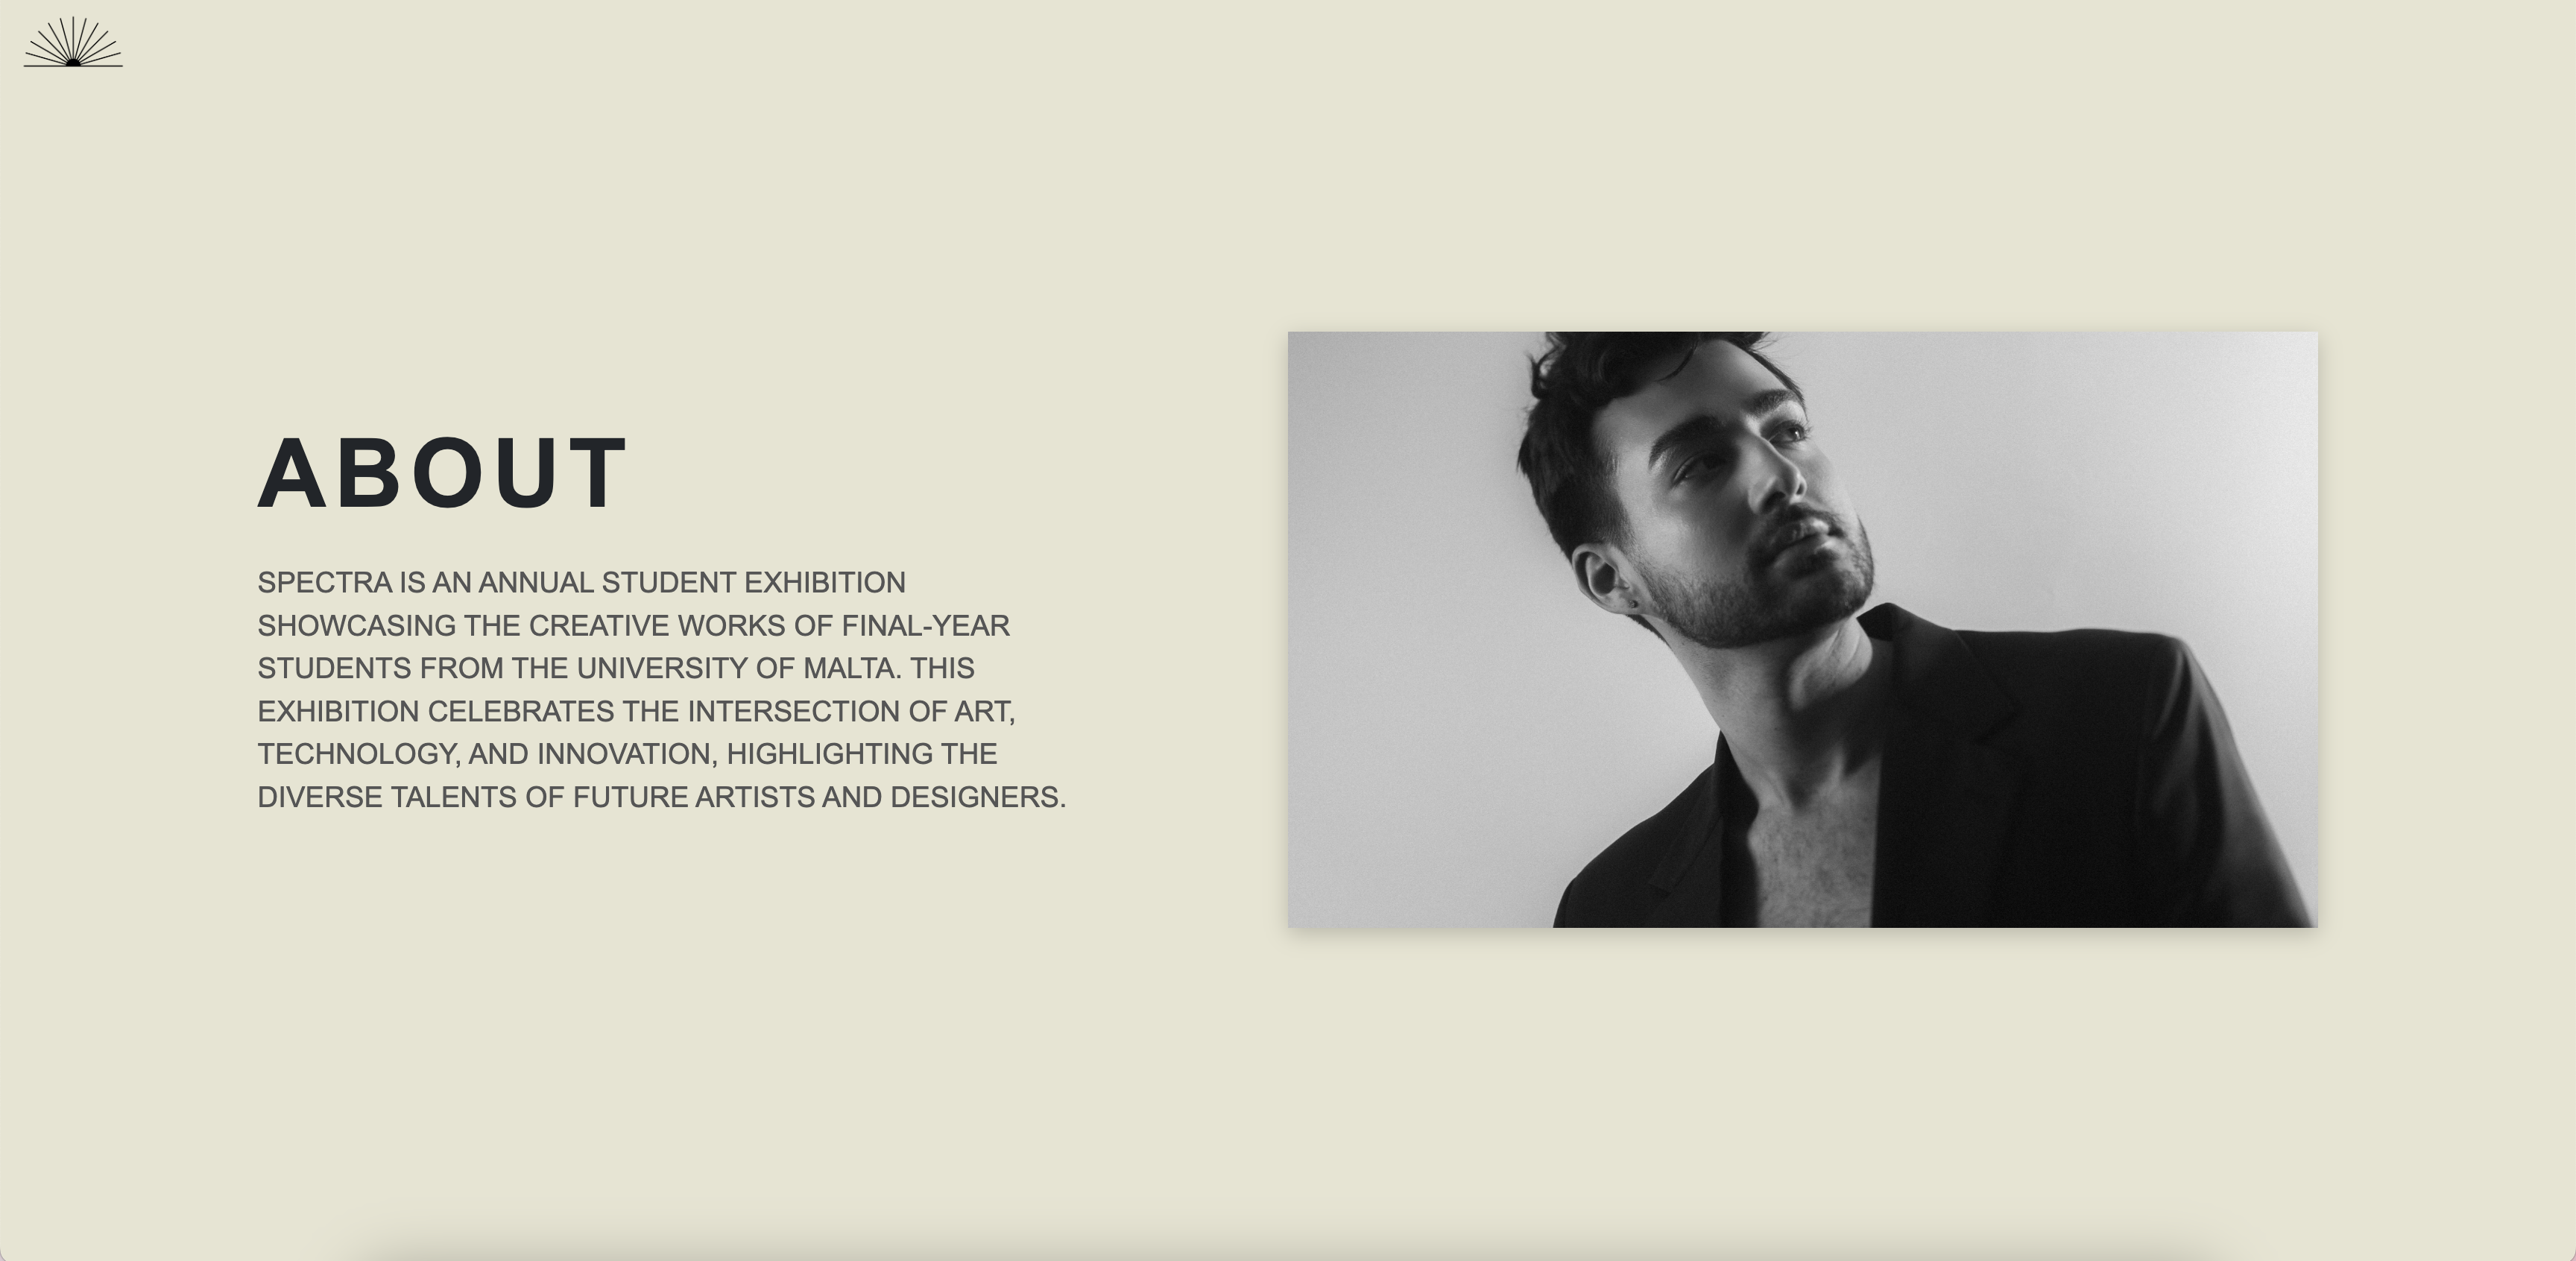 ABOUT
SPECTRA IS AN ANNUAL STUDENT EXHIBITION
SHOWCASING THE CREATIVE WORKS OF FINAL-YEAR
STUDENTS FROM THE UNIVERSITY OF MALTA. THIS
EXHIBITION CELEBRATES THE INTERSECTION OF ART,
TECHNOLOGY, AND INNOVATION, HIGHLIGHTING THE
DIVERSE TALENTS OF FUTURE ARTISTS AND DESIGNERS.